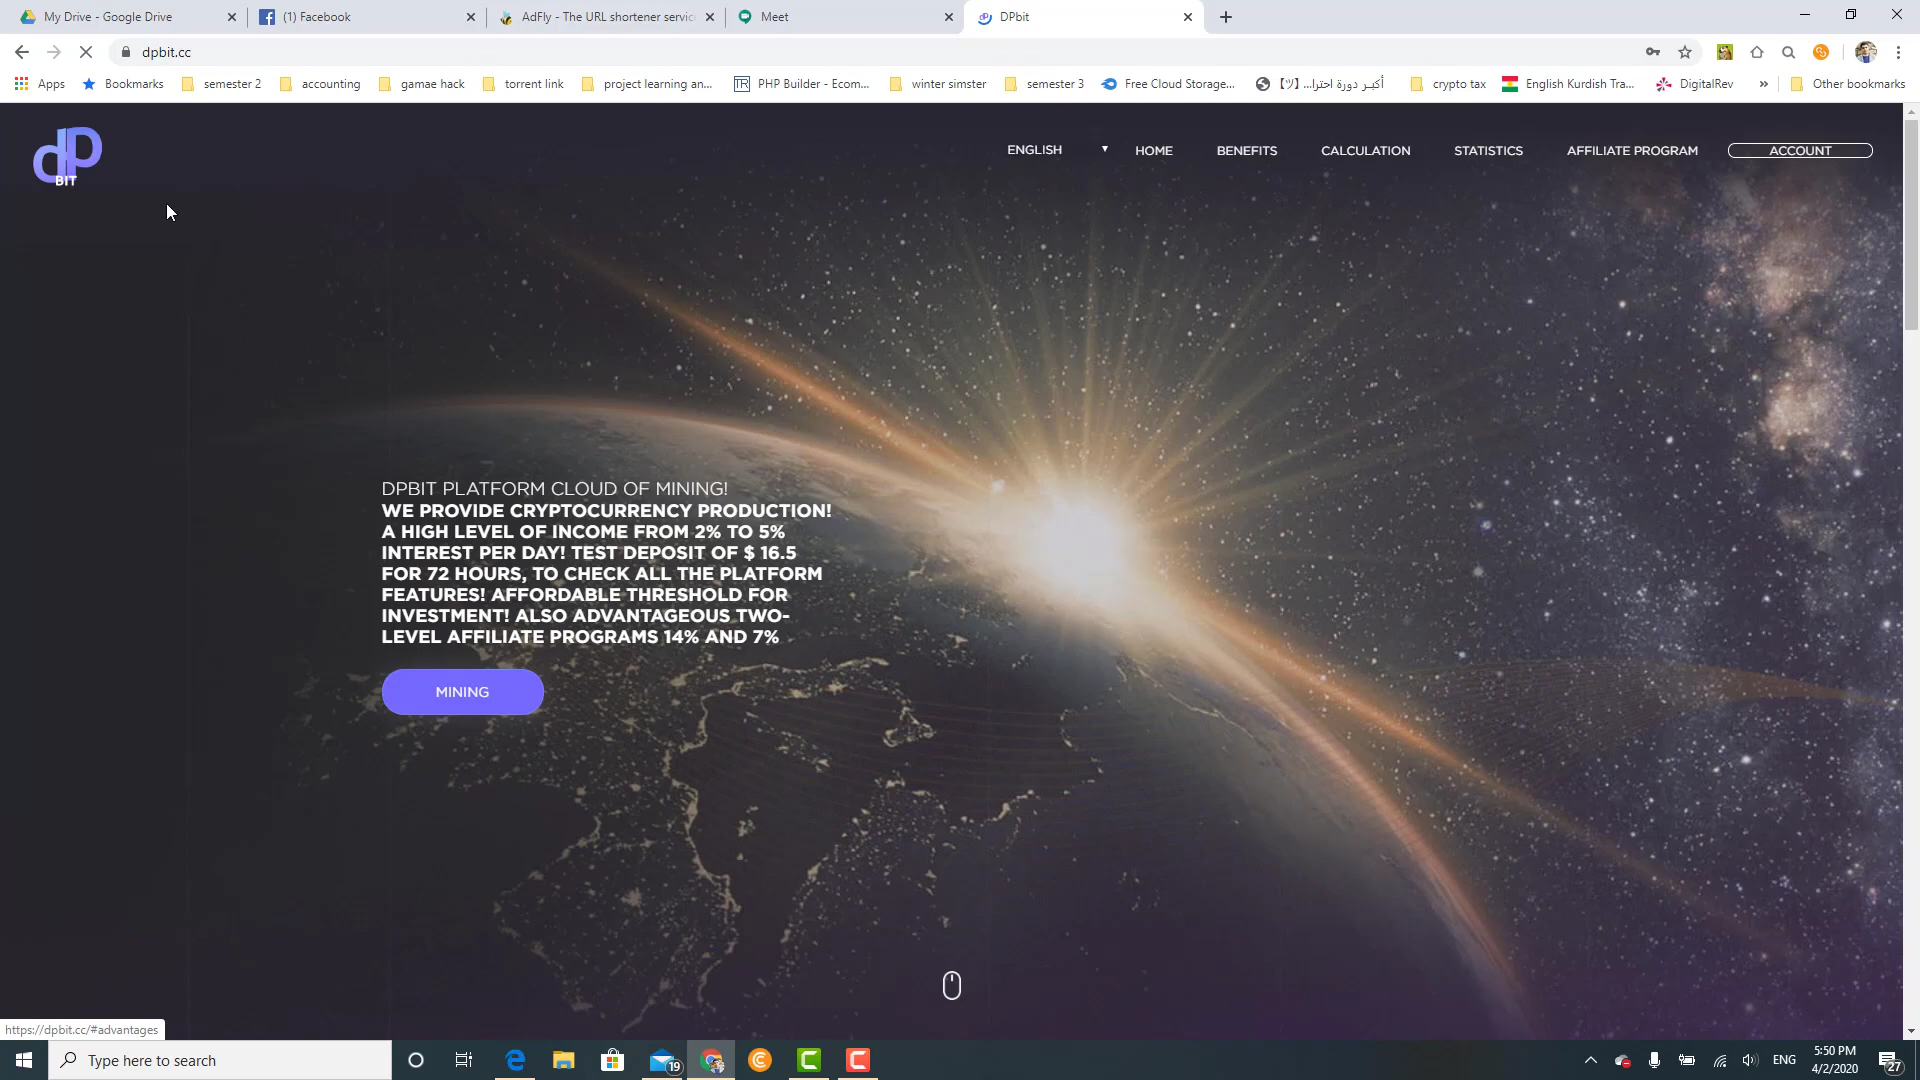 My Drive - Google Drive
(1) Facebook
AdFly - The URL shortener servic
Meet
DPbit
dpbit.cc
Apps
Bookmarks
semester 2
accounting
gamae hack
torrent link
project learning an...
PHP Builder - Ecom...
winter simster
semester 3
Free Cloud Storage...
أكبـر دورة احترا... 【ツ】
crypto tax
English Kurdish Tra...
DigitalRev
Other bookmarks
dp
BIT
ENGLISH
HOME
BENEFITS
CALCULATION
STATISTICS
AFFILIATE PROGRAM
ACCOUNT
DPBIT PLATFORM CLOUD OF MINING!
WE PROVIDE CRYPTOCURRENCY PRODUCTION!
A HIGH LEVEL OF INCOME FROM 2% TO 5%
INTEREST PER DAY! TEST DEPOSIT OF $ 16.5
FOR 72 HOURS, TO CHECK ALL THE PLATFORM
FEATURES! AFFORDABLE THRESHOLD FOR
INVESTMENT! ALSO ADVANTAGEOUS TWO-
LEVEL AFFILIATE PROGRAMS 14% AND 7%
MINING
https://dpbit.cc/#advantages
Type here to search
19
ENG
5:50 PM
4/2/2020
27